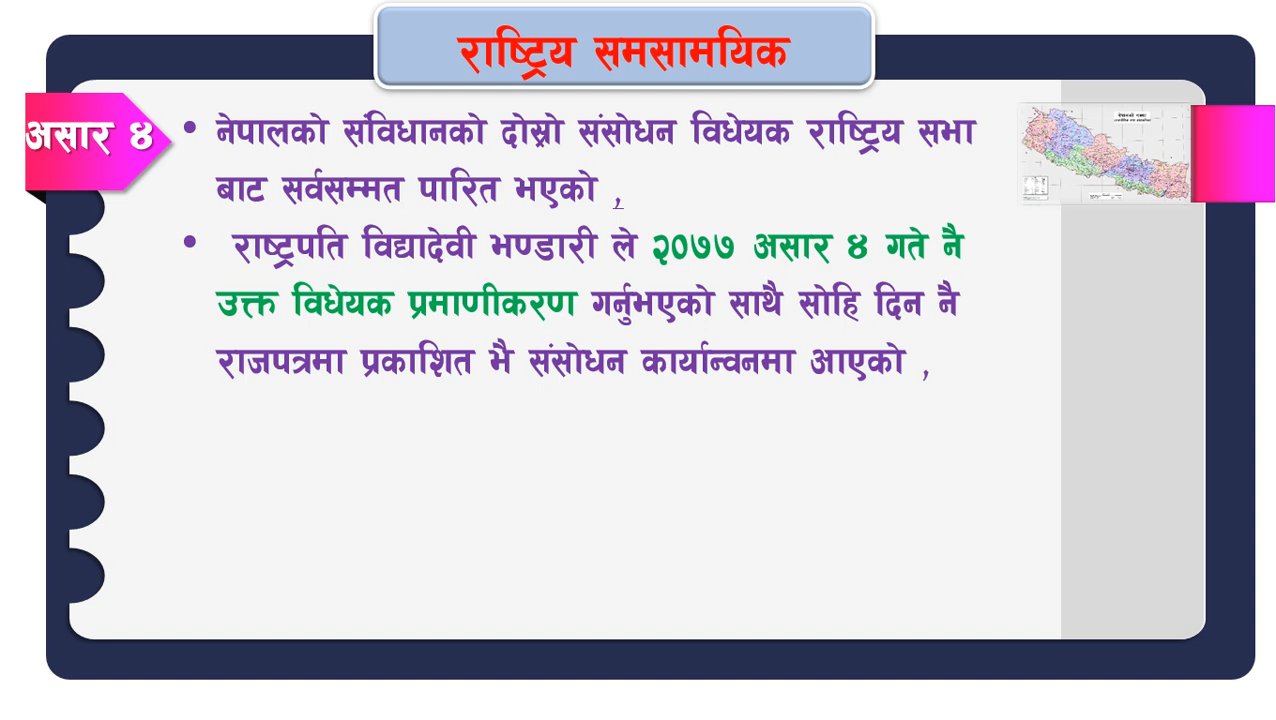 राष्ट्रिय समसामयिक
असार ४
• नेपालको संविधानको दोस्रो संसोधन विधेयक राष्ट्रिय सभा
बाट सर्वसम्मत पारित भएको ,
• राष्ट्रपति विद्यादेवी भण्डारी ले २०७७ असार ४ गते नै
उक्त विधेयक प्रमाणीकरण गर्नुभएको साथै सोहि दिन नै
राजपत्रमा प्रकाशित भै संसोधन कार्यान्वनमा आएको ,